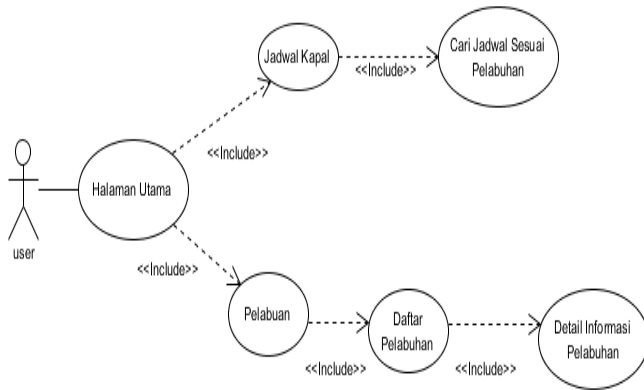 Jadwal Kapal
<<Include>>
Cari Jadwal Sesuai
Pelabuhan
<<Include>>
Halaman Utama
user
<<Include>>
Pelabuan
<<Include>>
Daftar
Pelabuhan
<<Include>>
Detail Informasi
Pelabuhan